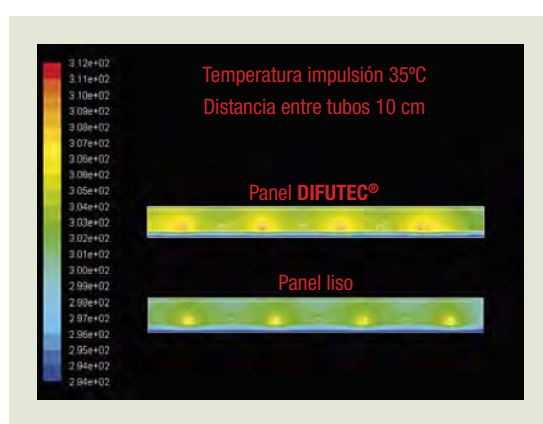 3.12e+02
3.11e+02
3.10e+02
3.09e+02
3.08e+02
3.07e+02
3.06e+02
3.06e+02
3.05e+02
3.04e+02
3.03e+02
3.02e+02
3.01e+02
3.00e+02
2.99e+02
2.98e+02
2.97e+02
2.96e+02
2.95e+02
2.94e+02
2.94e+02
Temperatura impulsión 35ºC
Distancia entre tubos 10 cm
Panel DIFUTEC®
Panel liso